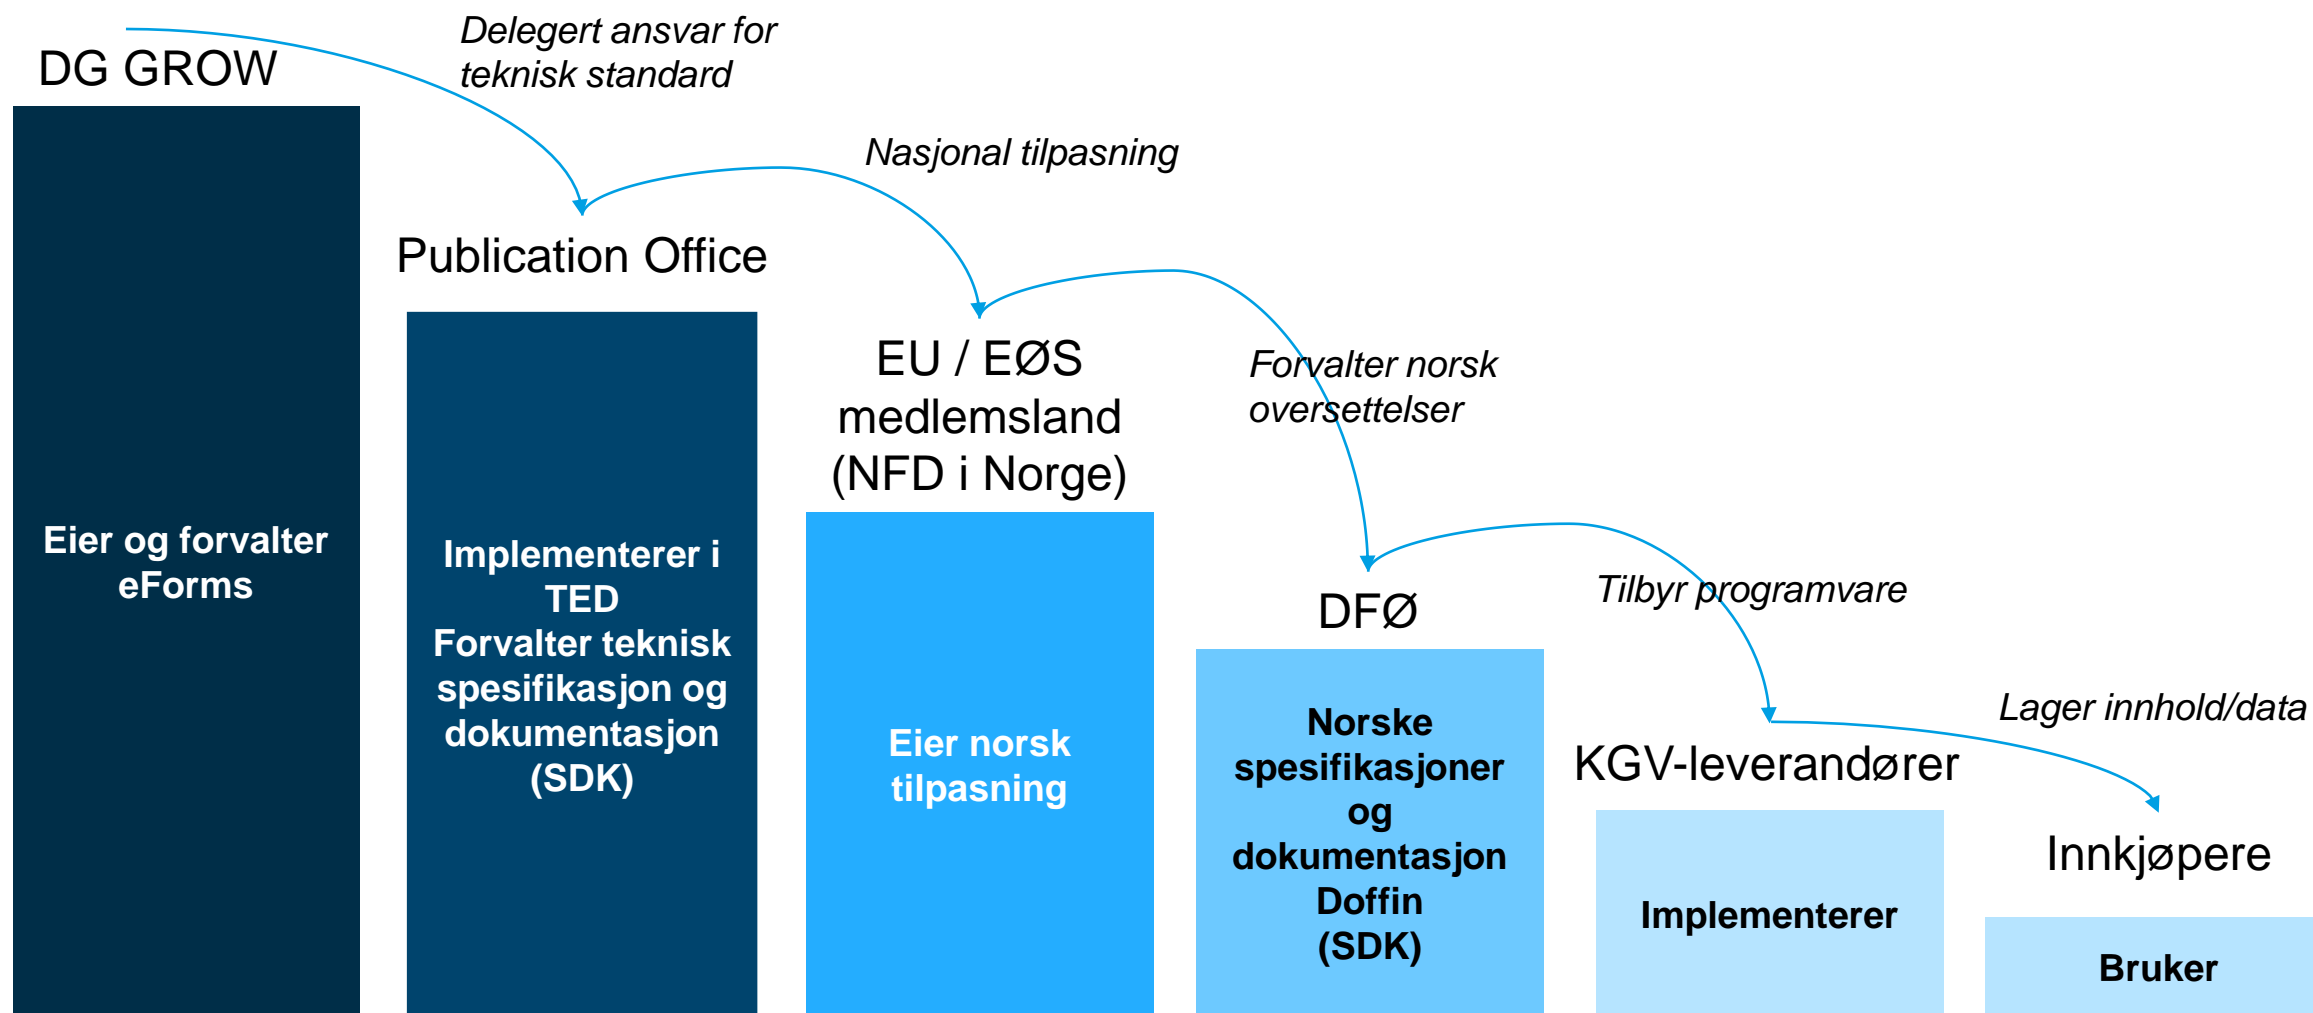 DG GROW
Delegert ansvar for
teknisk standard
Eier og forvalter
eForms
Publication Office
Nasjonal tilpasning
Implementerer i
TED
Forvalter teknisk
spesifikasjon og
dokumentasjon
(SDK)
EU / EØS
medlemsland
(NFD i Norge)
Forvalter norsk
oversettelser
Eier norsk
tilpasning
DFØ
Tilbyr programvare
Norske
spesifikasjoner
og
dokumentasjon
Doffin
(SDK)
KGV-leverandører
Lager innhold/data
Implementerer
Innkjøpere
Bruker